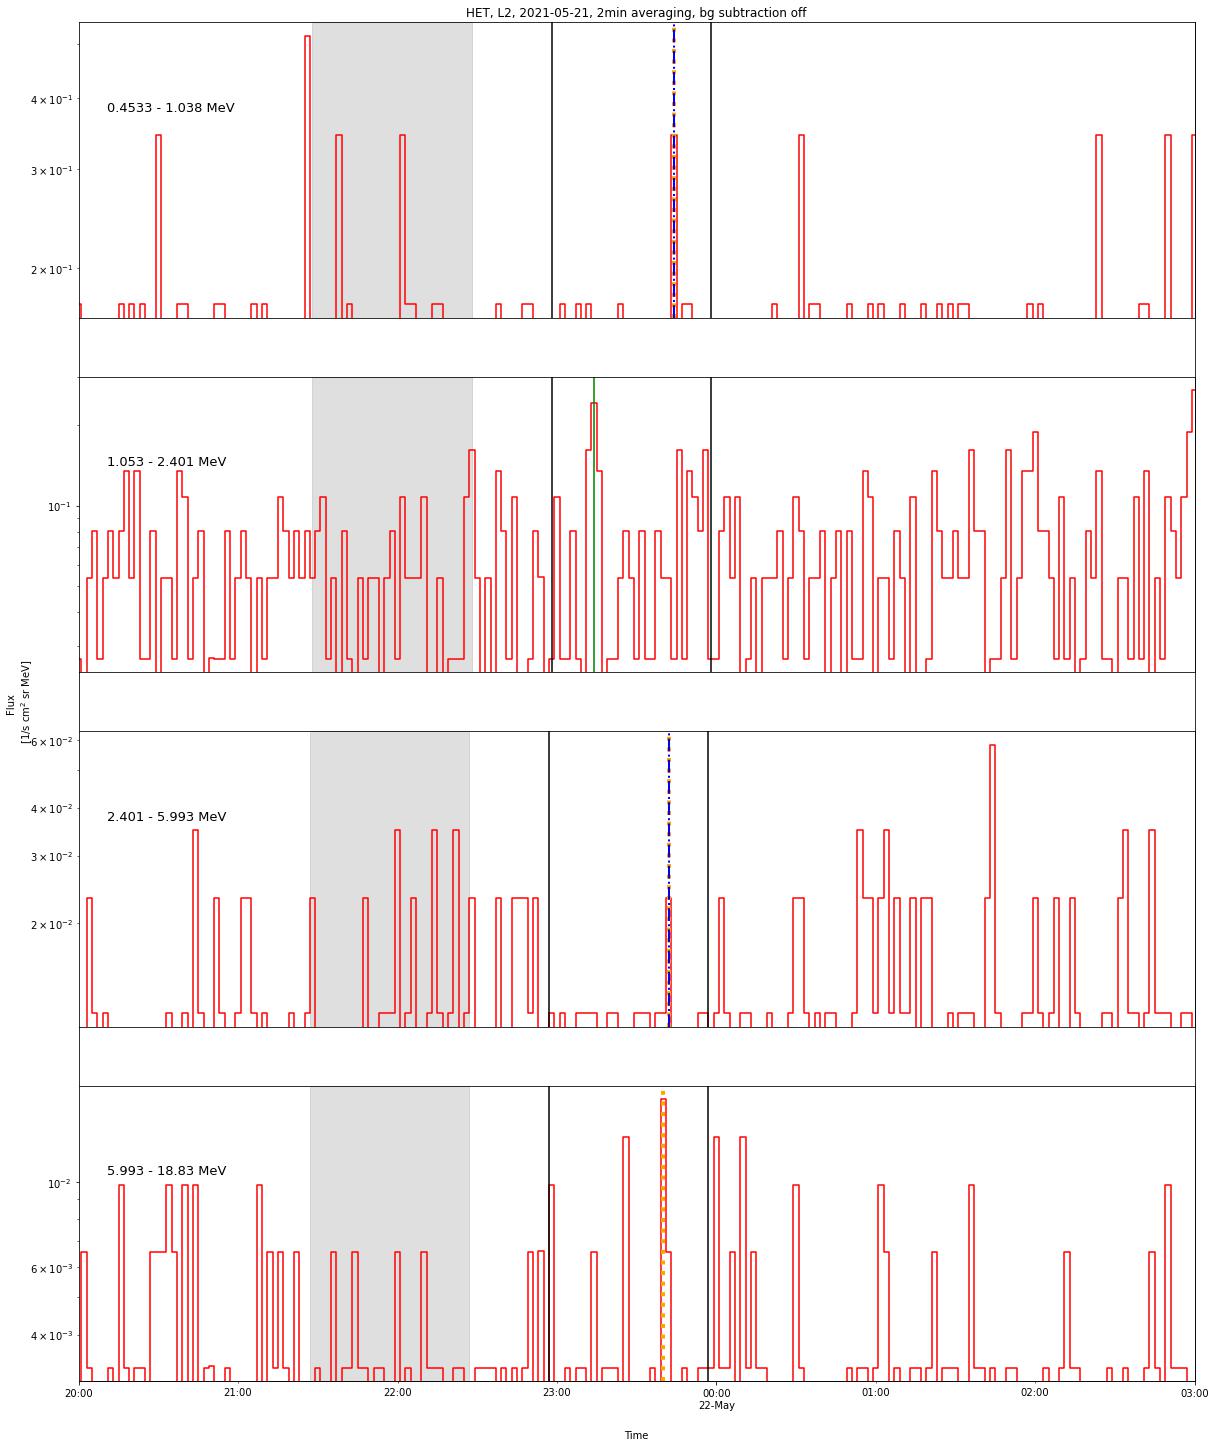 HET, L2, 2021-05-21, 2min averaging, bg subtraction off
4 × 10⁻¹
0.4533 - 1.038 MeV
3 × 10⁻¹
2 × 10⁻¹
1.053 - 2.401 MeV
10⁻¹
Flux
[1/s cm² sr MeV]
6 × 10⁻²
4 × 10⁻²
2.401 - 5.993 MeV
3 × 10⁻²
2 × 10⁻²
5.993 - 18.83 MeV
10⁻²
6 × 10⁻³
4 × 10⁻³
20:00 21:00 22:00 23:00 00:00 01:00 02:00 03:00
22-May
Time